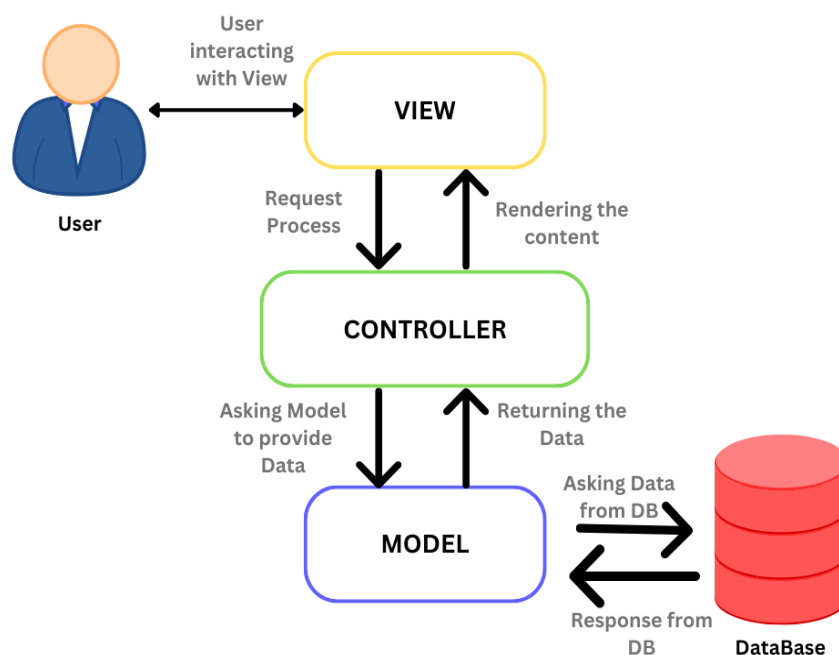 User
interacting
with View
VIEW
User
Request
Process
Rendering the
content
CONTROLLER
Asking Model
to provide
Data
Returning the
Data
MODEL
Asking Data
from DB
Response from
DB
DataBase